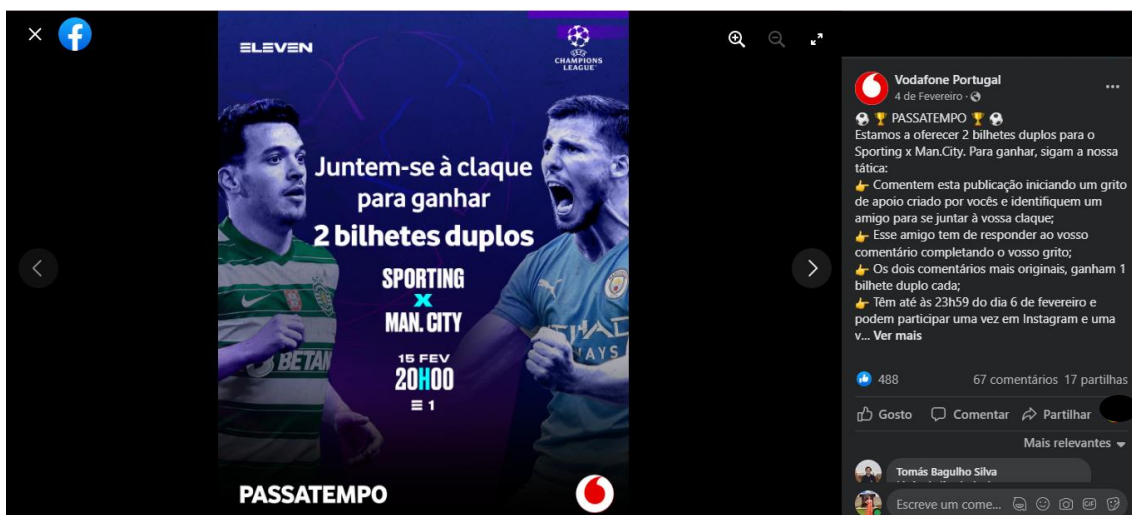 ELEVEN
CHAMPIONS
LEAGUE
Juntem-se à claque
para ganhar
2 bilhetes duplos
SPORTING
X
MAN. CITY
15 FEV
20H00
1
BETAN
ETIHAD
AYS
PASSATEMPO
Vodafone Portugal
4 de Fevereiro ·
PASSATEMPO
Estamos a oferecer 2 bilhetes duplos para o
Sporting x Man.City. Para ganhar, sigam a nossa
tática:
Comentem esta publicação iniciando um grito
de apoio criado por vocês e identifiquem um
amigo para se juntar à vossa claque;
Esse amigo tem de responder ao vosso
comentário completando o vosso grito;
Os dois comentários mais originais, ganham 1
bilhete duplo cada;
Têm até às 23h59 do dia 6 de fevereiro e
podem participar uma vez em Instagram e uma
v... Ver mais
488 67 comentários 17 partilhas
Gosto Comentar Partilhar
Mais relevantes
Tomás Bagulho Silva
Escreve um come... GIF